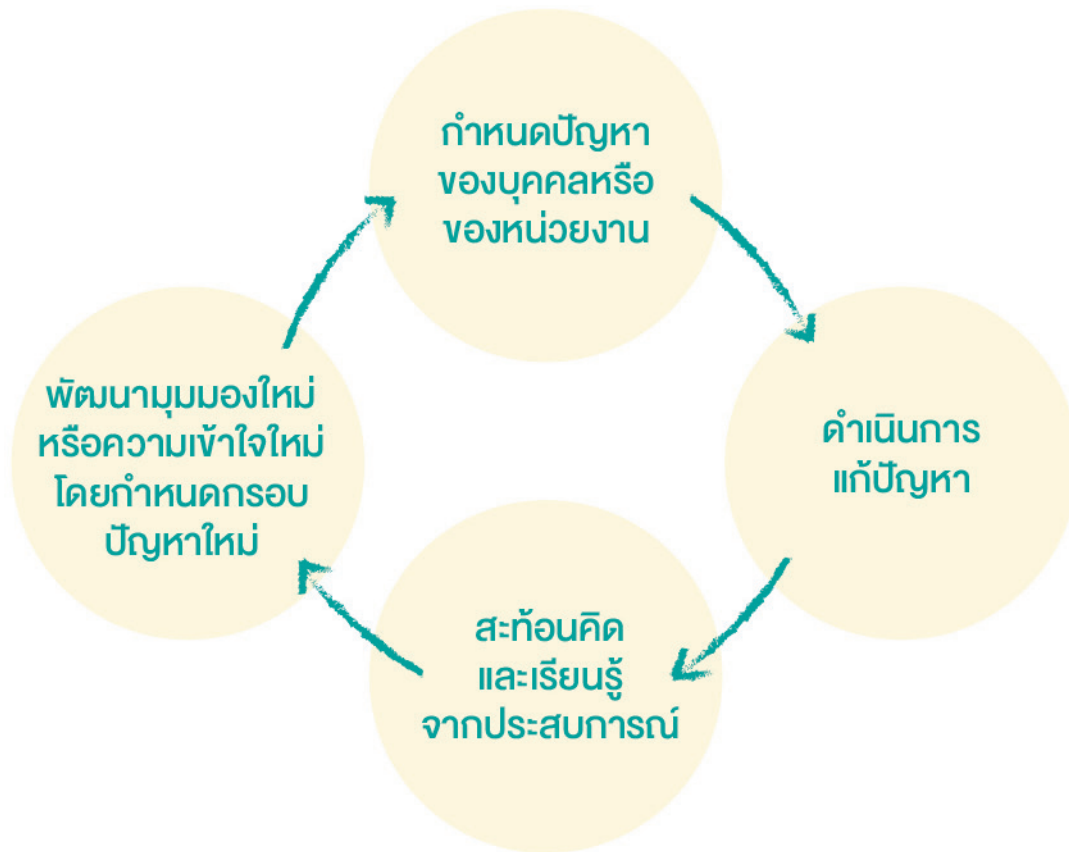 กำหนดปัญหา
ของบุคคลหรือ
ของหน่วยงาน
ดำเนินการ
แก้ปัญหา
สะท้อนคิด
และเรียนรู้
จากประสบการณ์
พัฒนามุมมองใหม่
หรือความเข้าใจใหม่
โดยกำหนดกรอบ
ปัญหาใหม่